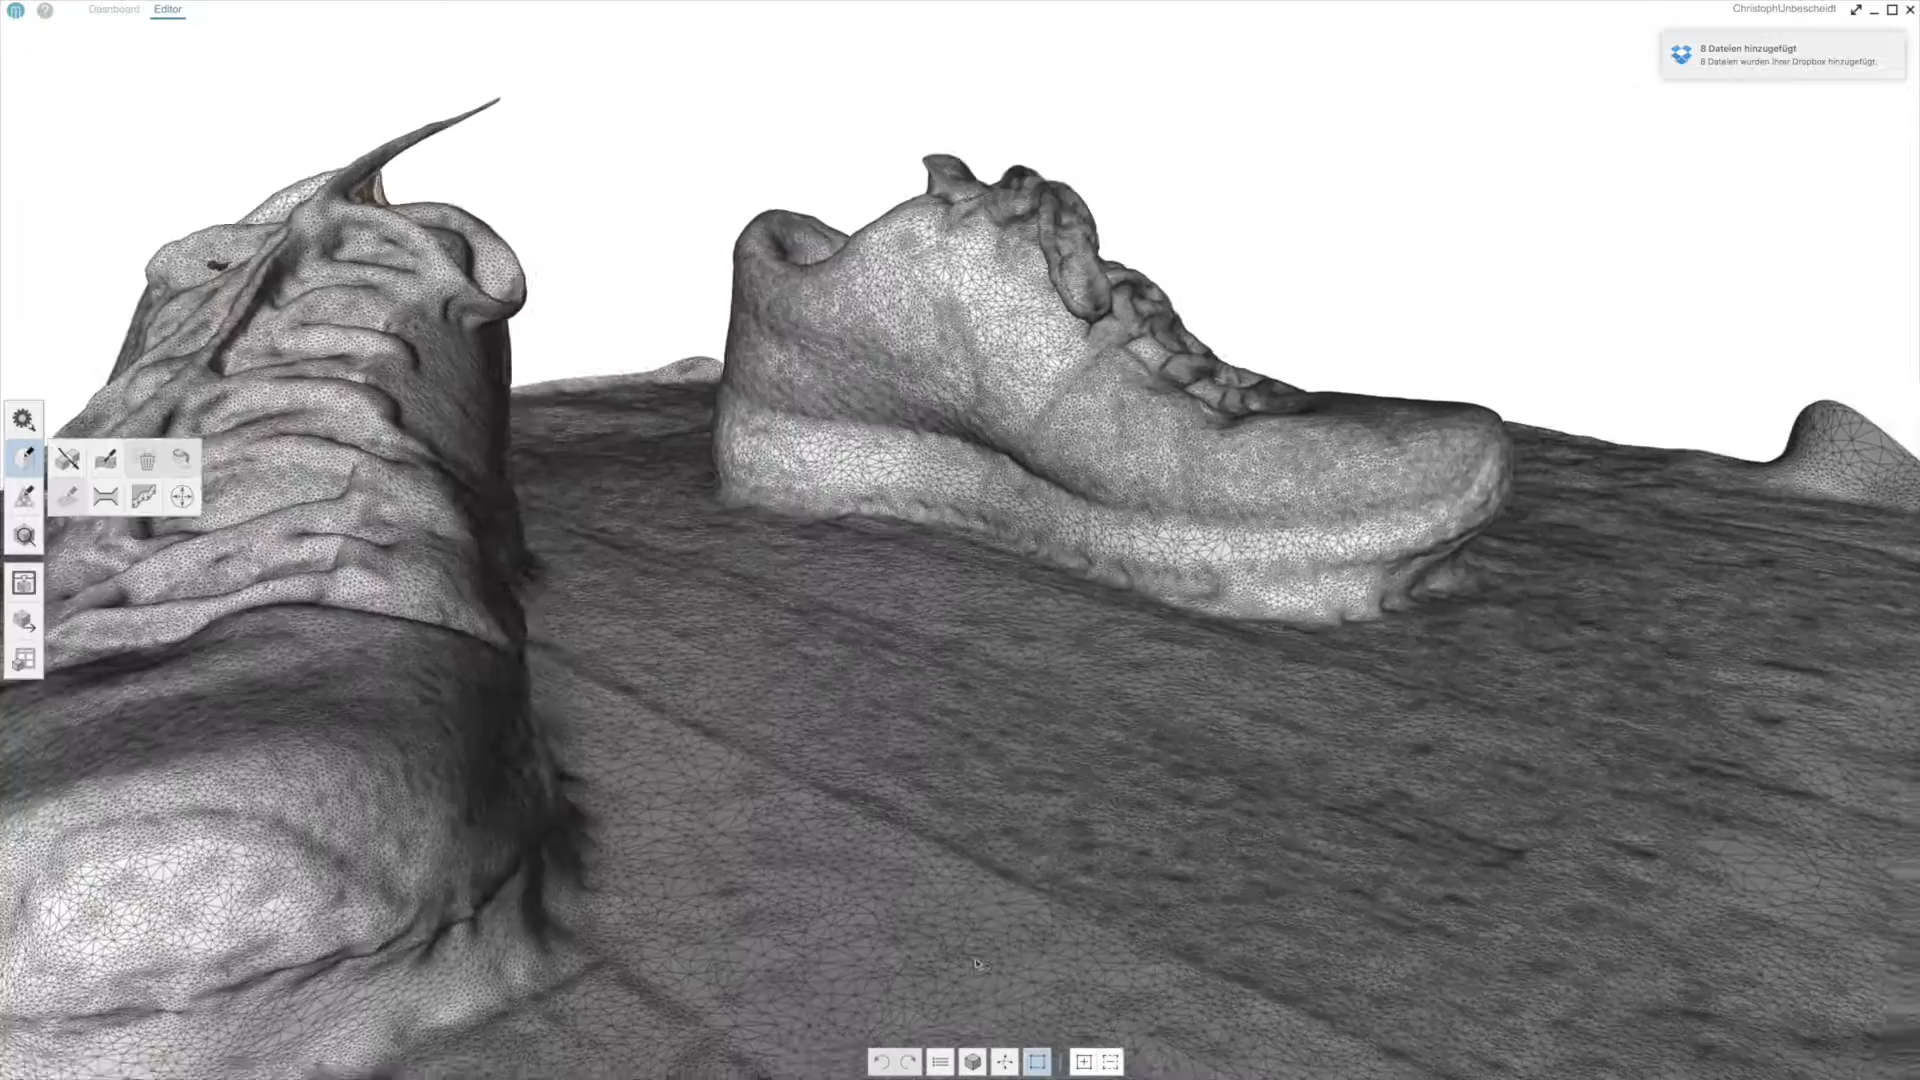 Dashboard
Editor
ChristophUnbescheidt
8 Dateien hinzugefügt
8 Dateien wurden Ihrer Dropbox hinzugefügt.